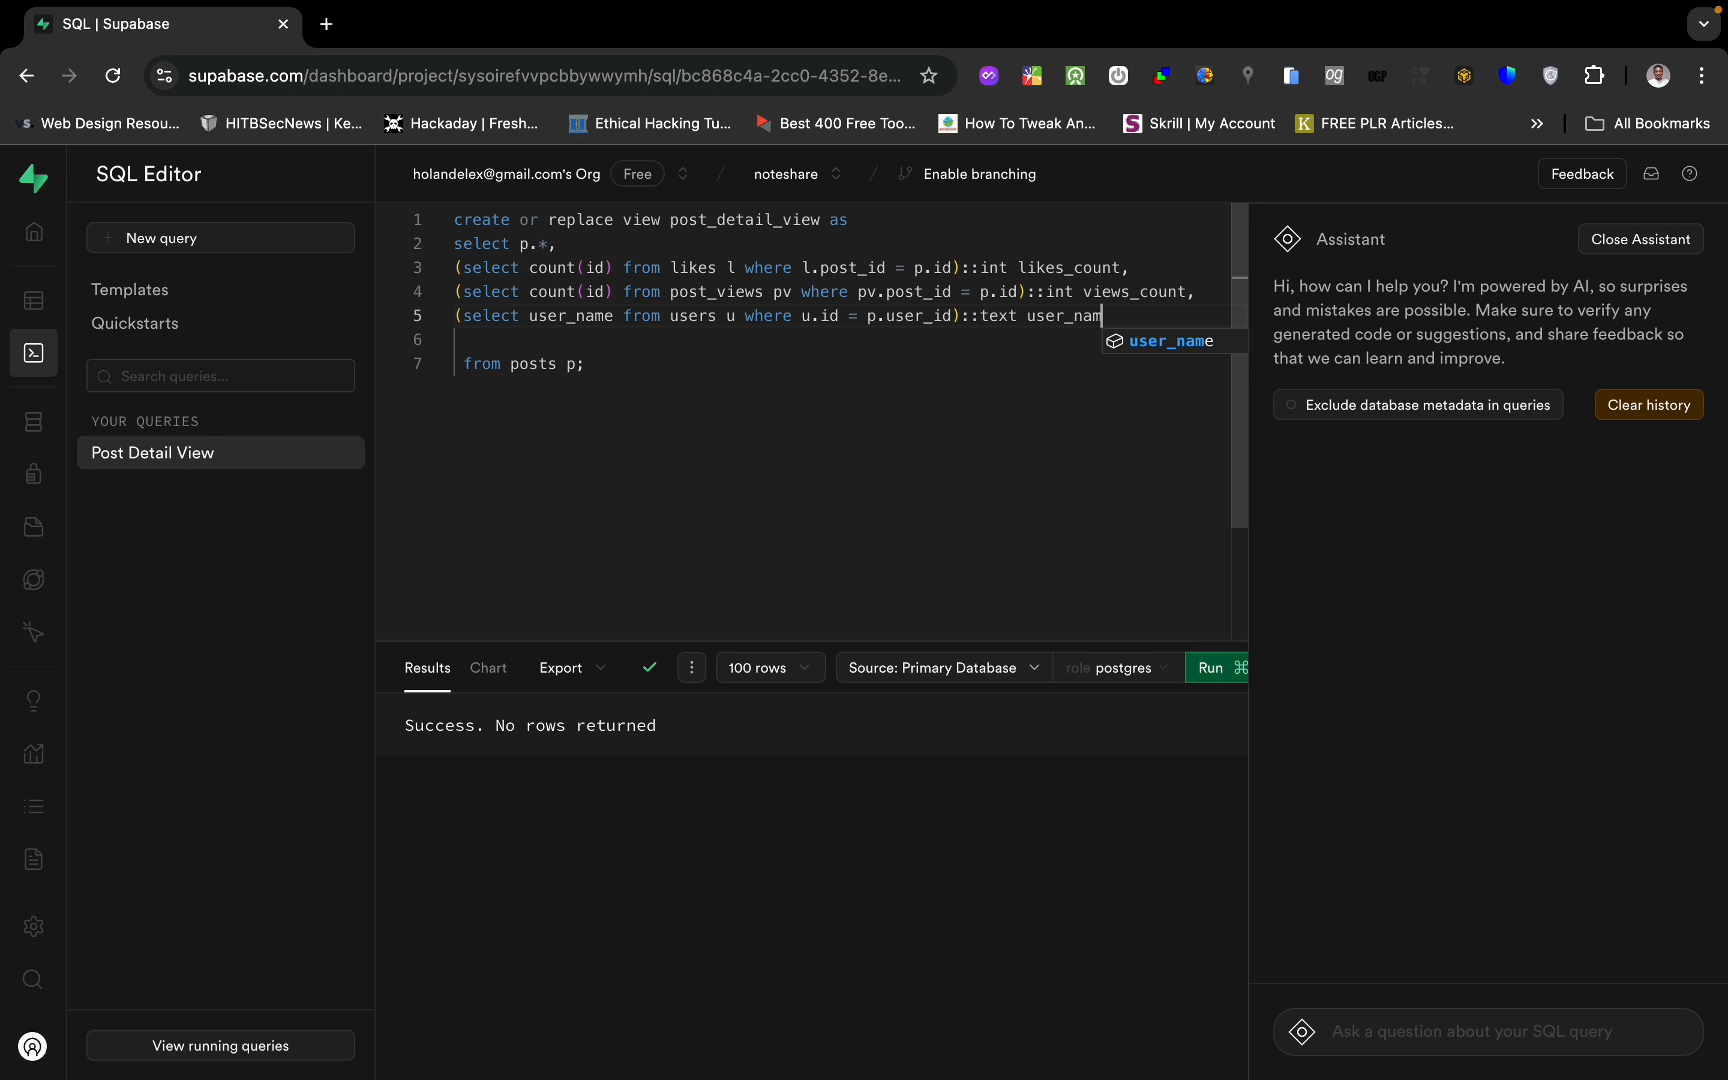 SQL | Supabase
supabase.com/dashboard/project/sysoirefvvpcbbywwymh/sql/bc868c4a-2cc0-4352-8e...
Web Design Resou...
HITBSecNews | Ke...
Hackaday | Fresh...
Ethical Hacking Tu...
Best 400 Free Too...
How To Tweak An...
Skrill | My Account
FREE PLR Articles...
All Bookmarks
SQL Editor
holandelex@gmail.com's Org Free / noteshare / Enable branching
Feedback
New query
Templates
Quickstarts
Search queries...
YOUR QUERIES
Post Detail View
View running queries
1 create or replace view post_detail_view as
2 select p.*,
3 (select count(id) from likes l where l.post_id = p.id)::int likes_count,
4 (select count(id) from post_views pv where pv.post_id = p.id)::int views_count,
5 (select user_name from users u where u.id = p.user_id)::text user_nam
user_name
6
7 from posts p;
Results Chart Export 100 rows Source: Primary Database role postgres Run ⌘
Success. No rows returned
Assistant
Close Assistant
Hi, how can I help you? I'm powered by AI, so surprises
and mistakes are possible. Make sure to verify any
generated code or suggestions, and share feedback so
that we can learn and improve.
Exclude database metadata in queries
Clear history
Ask a question about your SQL query